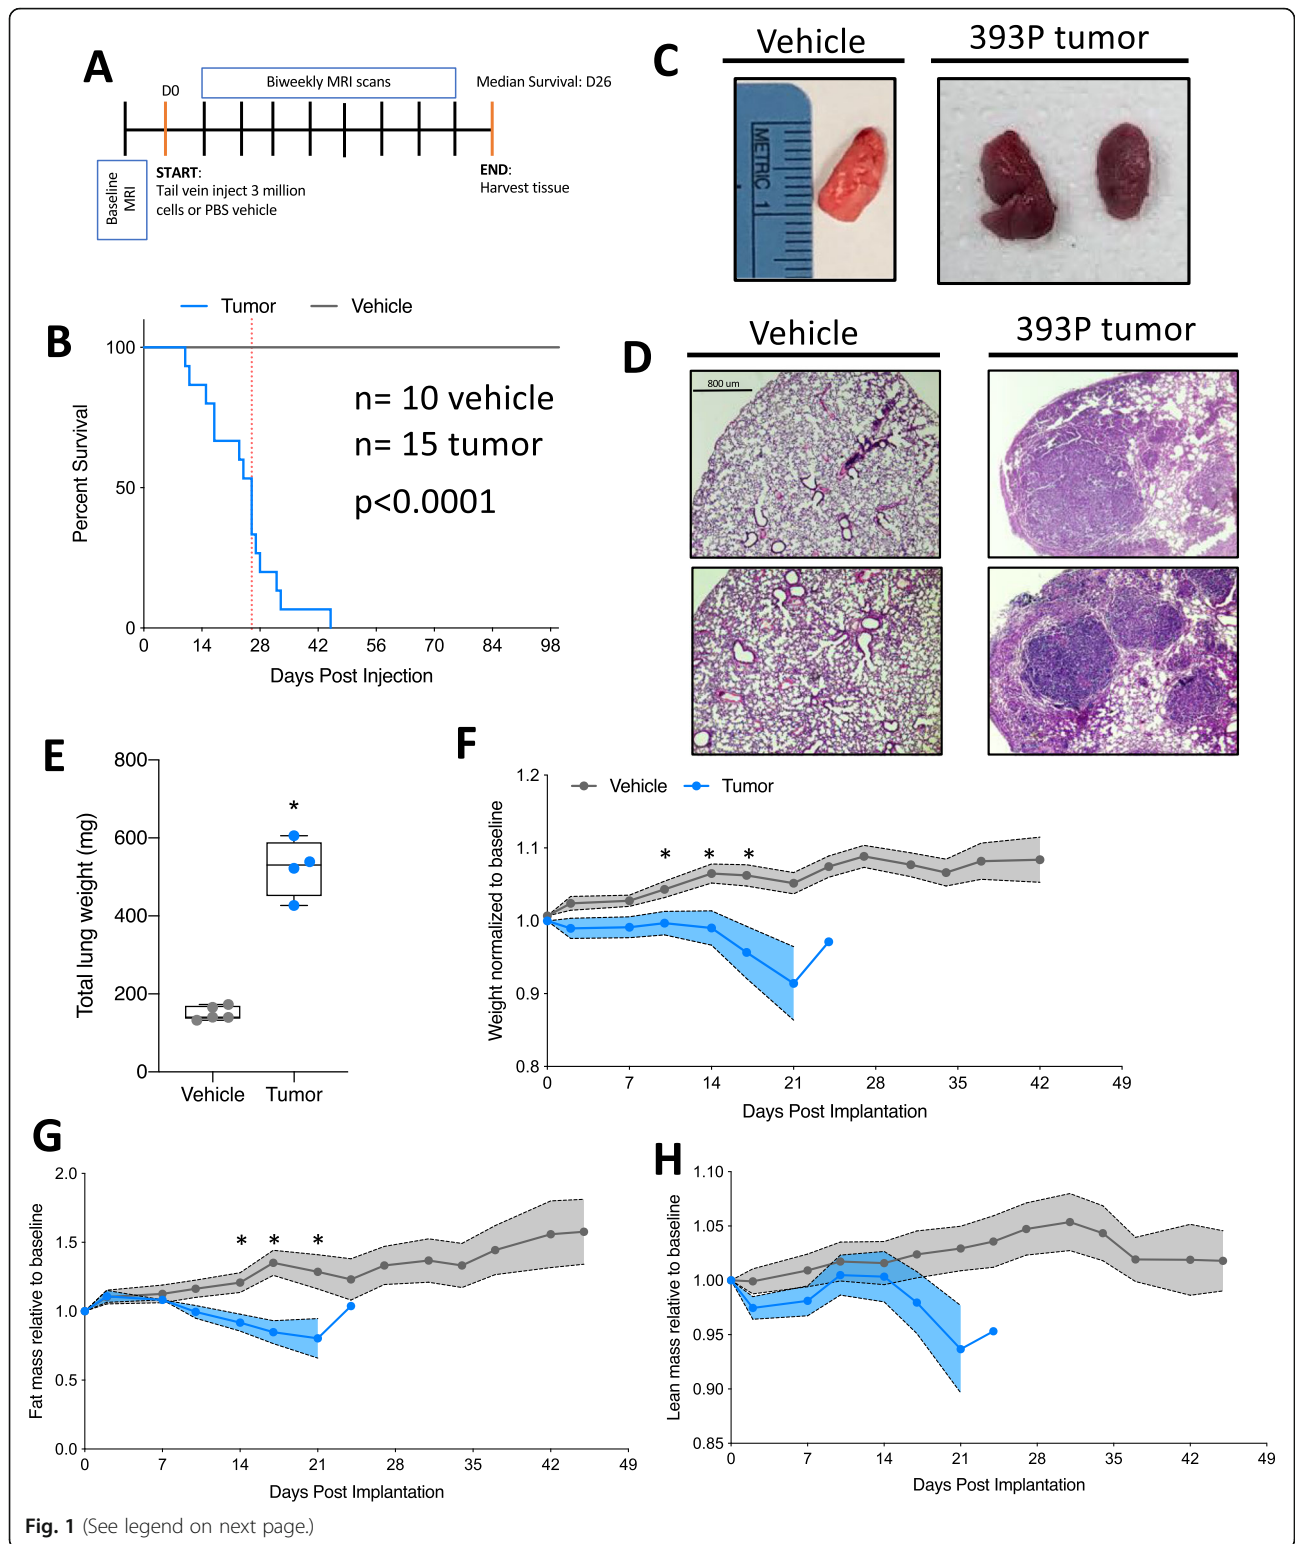 A
D0
Biweekly MRI scans
Median Survival: D26
Baseline
MRI
START:
Tail vein inject 3 million
cells or PBS vehicle
END:
Harvest tissue
B
Tumor
Vehicle
n= 10 vehicle
n= 15 tumor
p<0.0001
Percent Survival
100
50
0
0 14 28 42 56 70 84 98
Days Post Injection
C
Vehicle
393P tumor
METRIC 1
D
Vehicle
393P tumor
800 um
E
Total lung weight (mg)
800
600
400
200
0
*
Vehicle Tumor
F
Vehicle
Tumor
Weight normalized to baseline
1.2
1.1
1.0
0.9
0.8
* * *
0 7 14 21 28 35 42 49
Days Post Implantation
G
Fat mass relative to baseline
2.0
1.5
1.0
0.5
0.0
* * *
0 7 14 21 28 35 42 49
Days Post Implantation
H
Lean mass relative to baseline
1.10
1.05
1.00
0.95
0.90
0.85
0 7 14 21 28 35 42 49
Days Post Implantation
Fig. 1 (See legend on next page.)